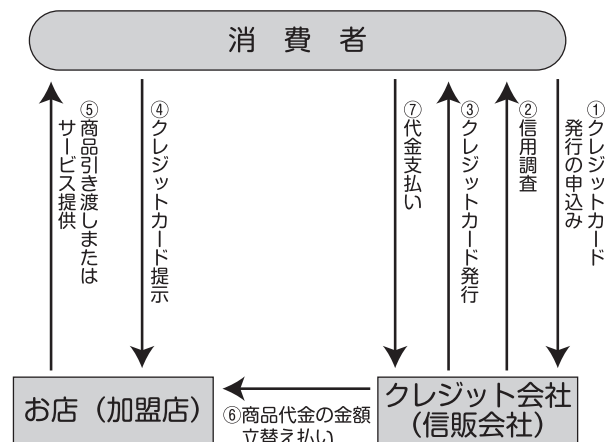 消費者
①クレジットカード
発行の申込み
②信用調査
③クレジットカード発行
⑦代金支払い
④クレジットカード提示
⑤商品引き渡しまたは
サービス提供
お店（加盟店）
⑥商品代金の金額
立替え払い
クレジット会社
（信販会社）